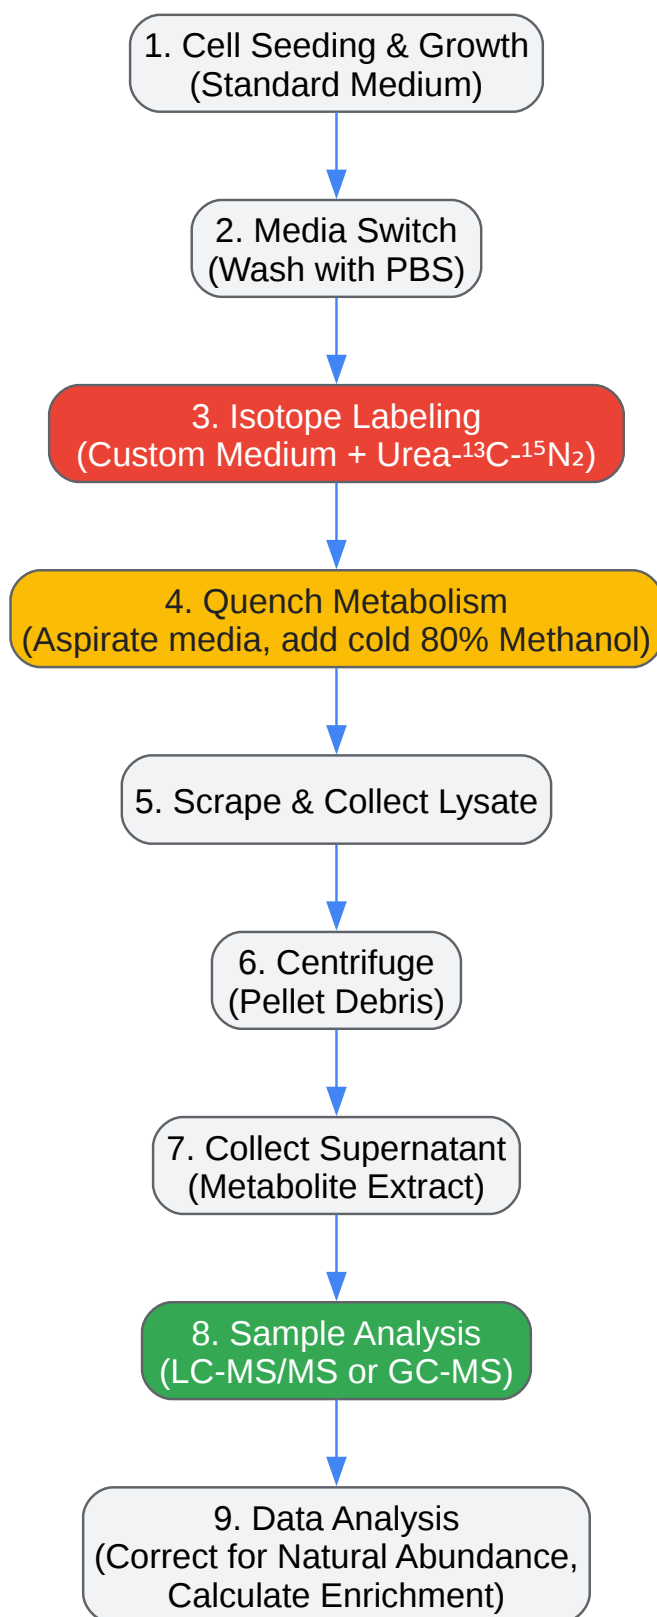 1. Cell Seeding & Growth
(Standard Medium)
2. Media Switch
(Wash with PBS)
3. Isotope Labeling
(Custom Medium + Urea-¹³C-¹⁵N₂)
4. Quench Metabolism
(Aspirate media, add cold 80% Methanol)
5. Scrape & Collect Lysate
6. Centrifuge
(Pellet Debris)
7. Collect Supernatant
(Metabolite Extract)
8. Sample Analysis
(LC-MS/MS or GC-MS)
9. Data Analysis
(Correct for Natural Abundance,
Calculate Enrichment)